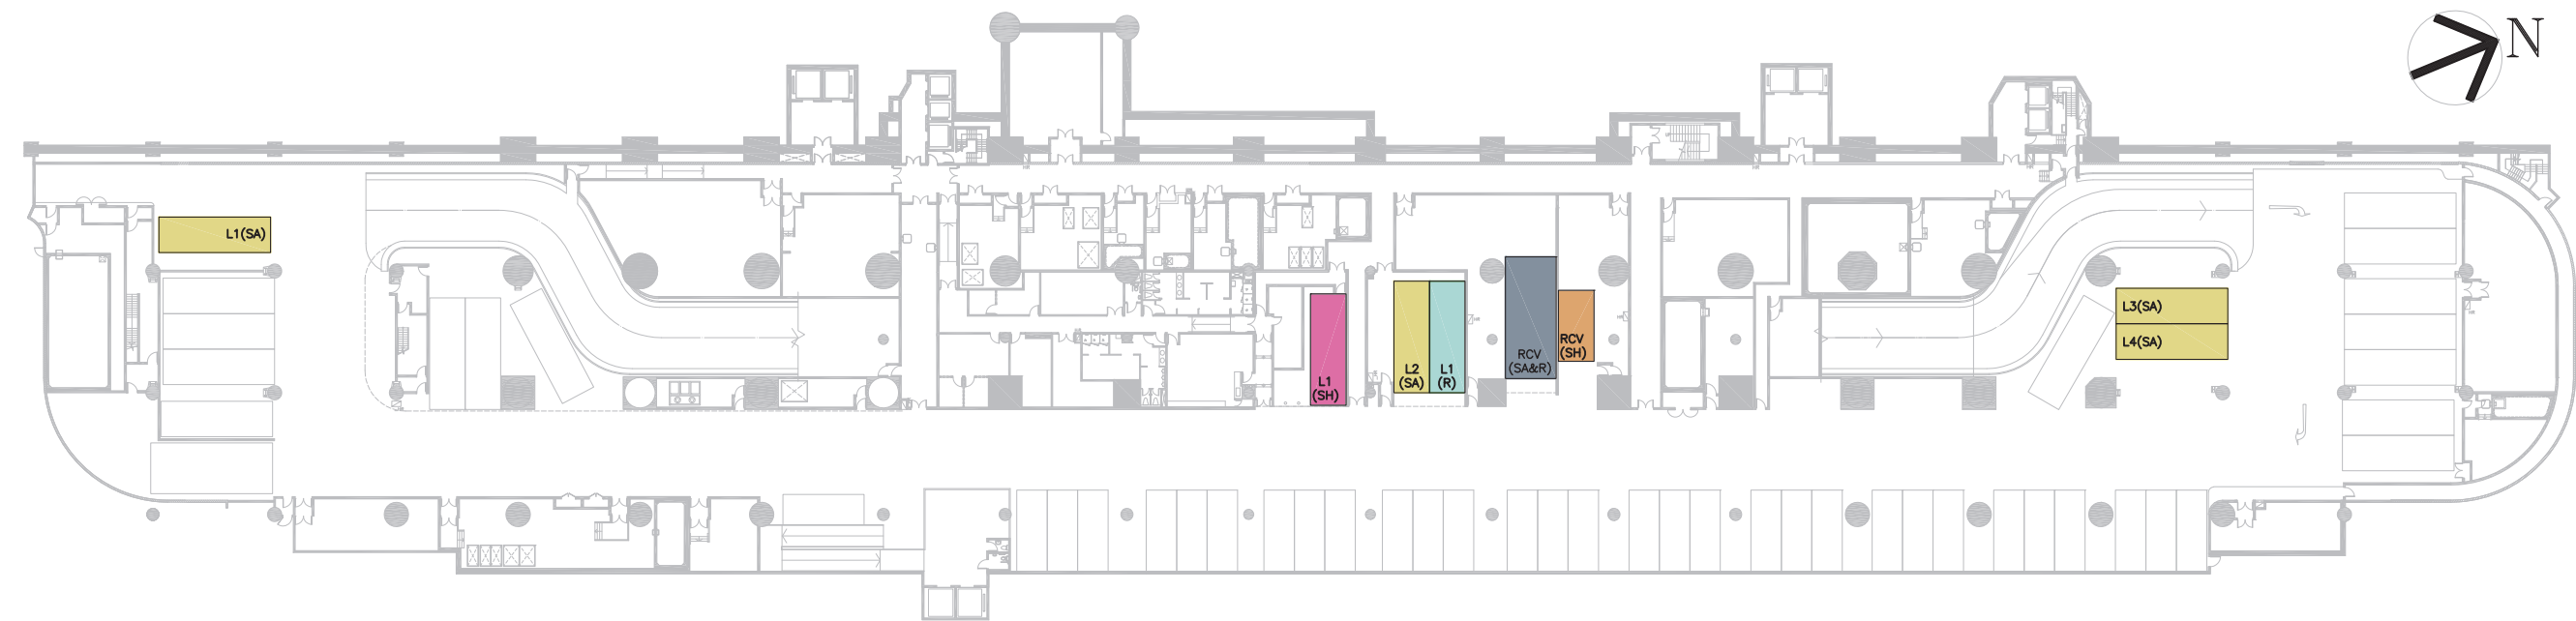 N
L1(SA)
L3(SA)
L4(SA)
L1
(SH)
L2
(SA)
L1
(R)
RCV
(SA&R)
RCV
(SH)